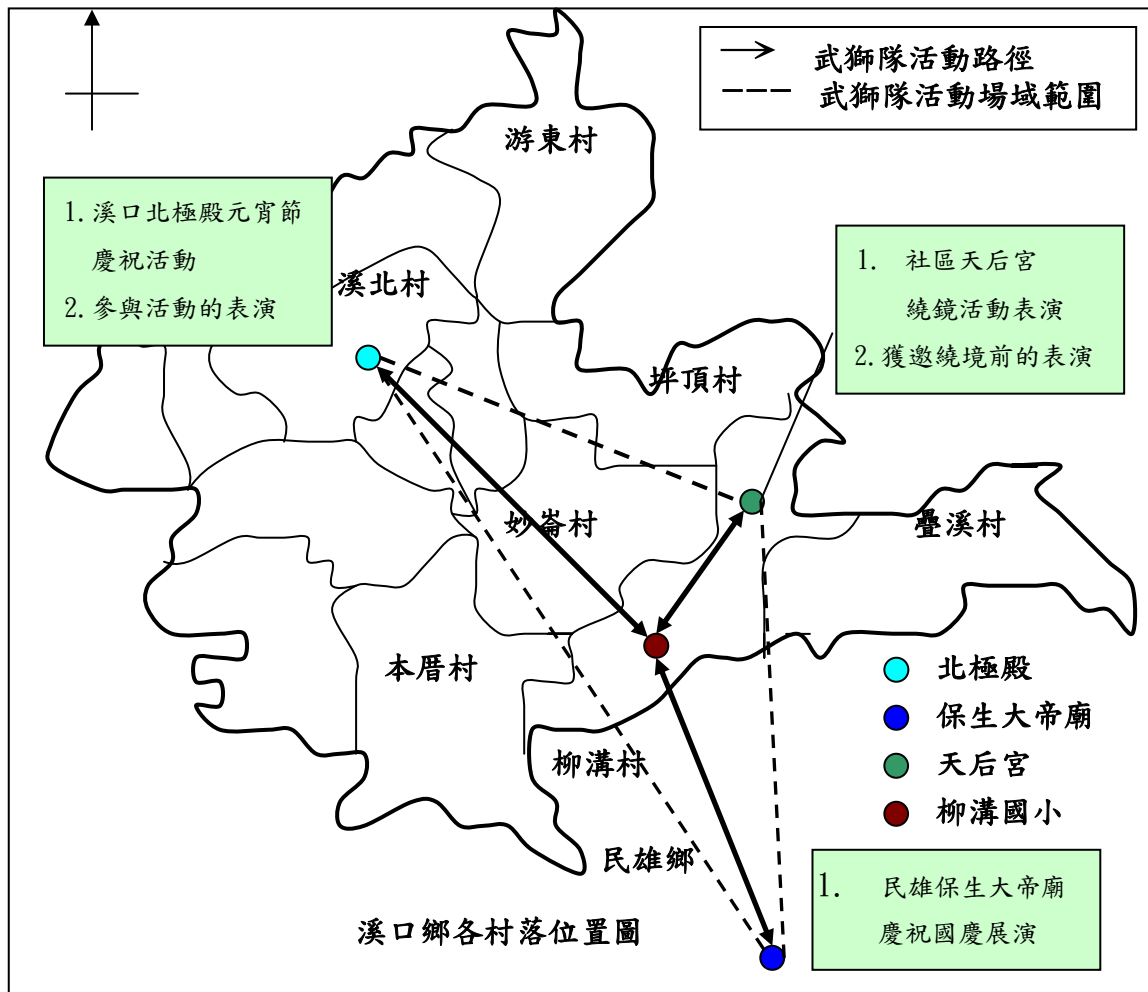 武獅隊活動路徑
武獅隊活動場域範圍
游東村
1. 溪口北極殿元宵節
慶祝活動
2. 參與活動的表演
溪北村
1. 社區天后宮
繞鏡活動表演
2. 獲邀繞境前的表演
坪頂村
妙崙村
疊溪村
本厝村
柳溝村
北極殿
保生大帝廟
天后宮
柳溝國小
民雄鄉
1. 民雄保生大帝廟
慶祝國慶展演
溪口鄉各村落位置圖